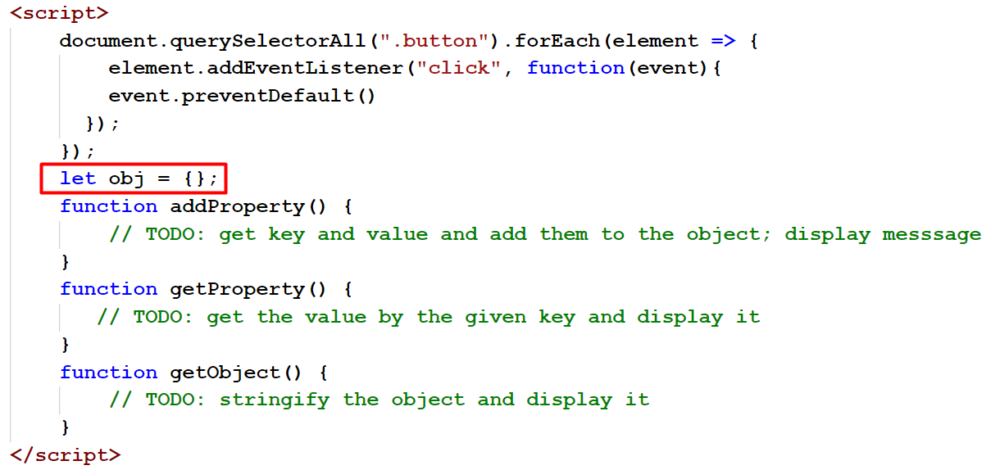 <script>
document.querySelectorAll(".button").forEach(element => {
element.addEventListener("click", function(event){
event.preventDefault()
});
});
let obj = {};
function addProperty() {
// TODO: get key and value and add them to the object; display messsage
}
function getProperty() {
// TODO: get the value by the given key and display it
}
function getObject() {
// TODO: stringify the object and display it
}
</script>